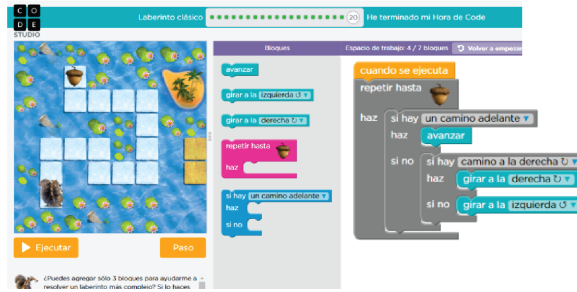 C O
D E
STUDIO
Laberinto clásico
20
He terminado mi Hora de Code
Bloques
Espacio de trabajo: 4 / 7 bloques
Volver a empezar
avanzar
girar a la izquierda ↺ ▼
girar a la derecha ↻ ▼
repetir hasta
haz
si hay un camino adelante ▼
haz
si no
cuando se ejecuta
repetir hasta
haz
si hay un camino adelante ▼
haz
avanzar
si no
si hay camino a la derecha ↻ ▼
haz
girar a la derecha ↻ ▼
si no
girar a la izquierda ↺ ▼
Ejecutar
Paso
¿Puedes agregar sólo 3 bloques para ayudarme a
resolver un laberinto más complejo? Si lo haces